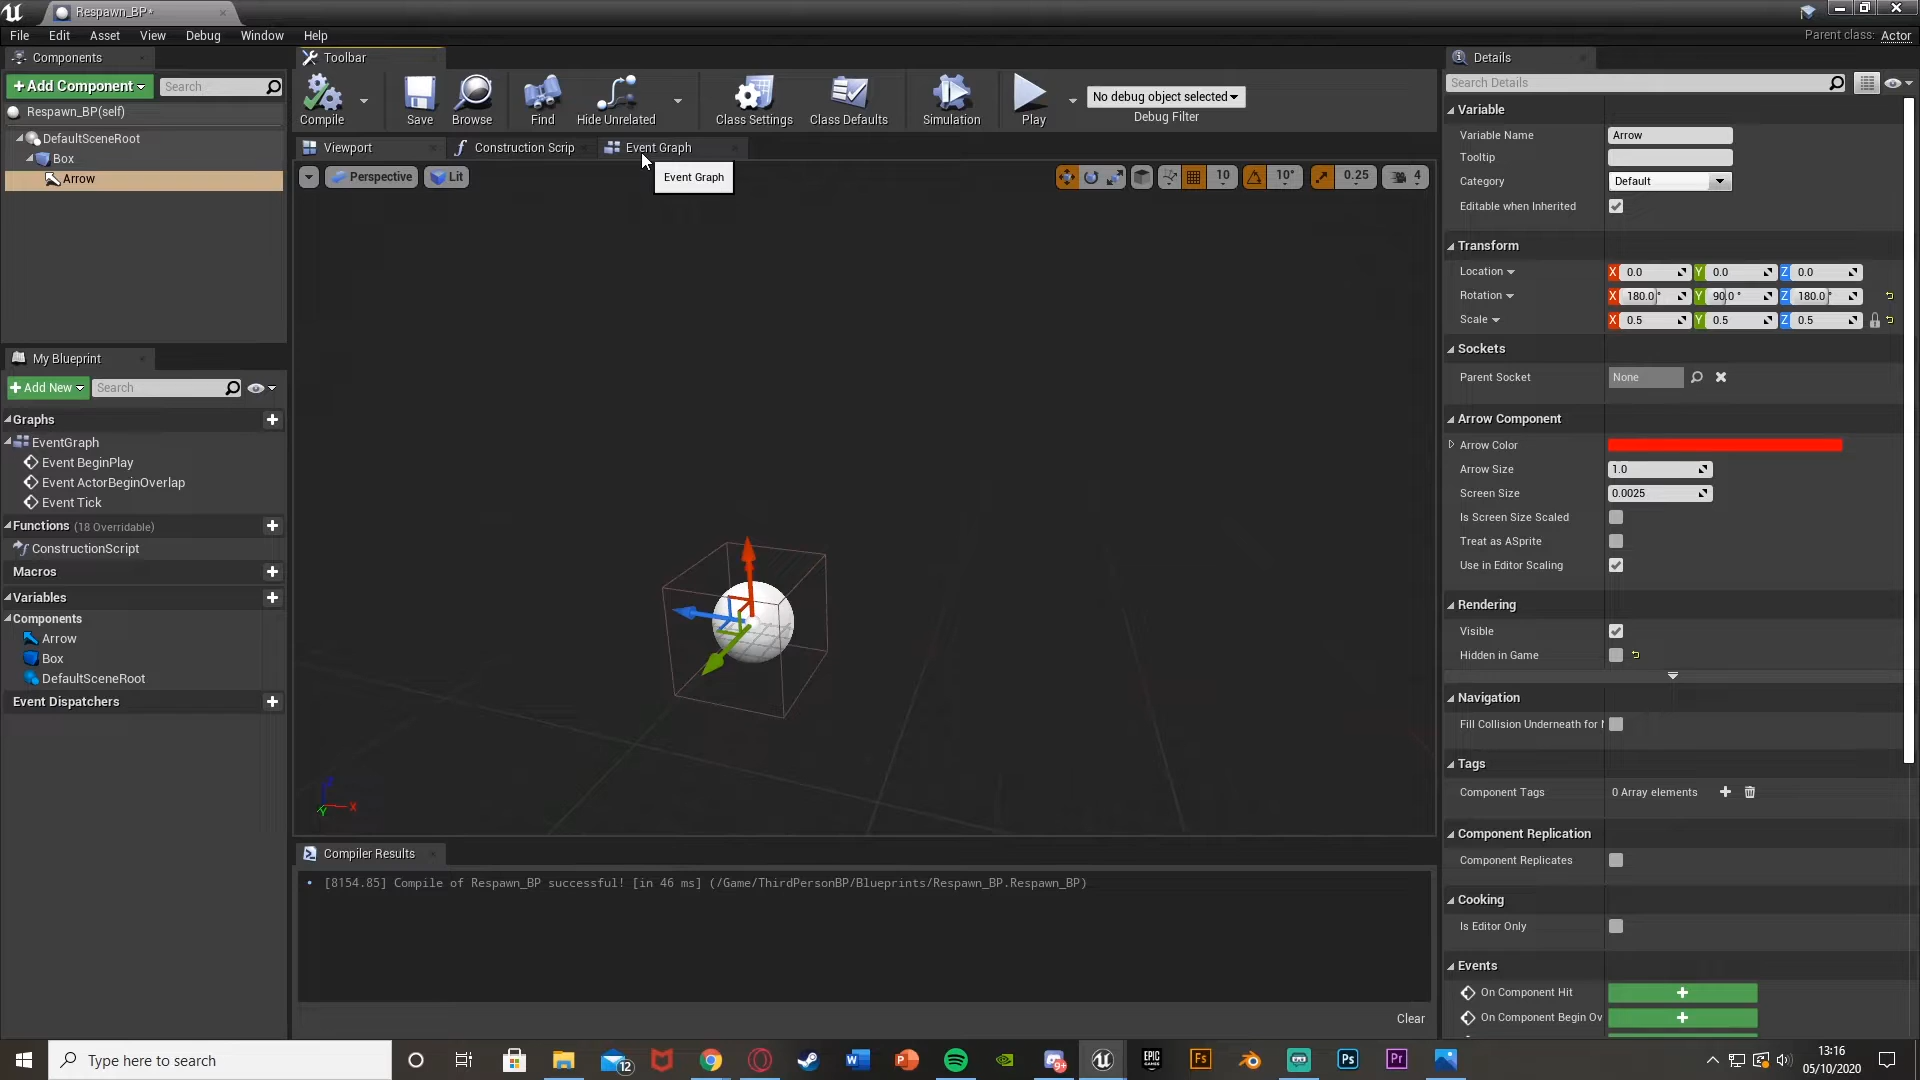 Respawn_BP*
File Edit Asset View Debug Window Help
Parent class: Actor
Components
+Add Component
Search
Respawn_BP(self)
DefaultSceneRoot
Box
Arrow
My Blueprint
+Add New
Search
Graphs
EventGraph
Event BeginPlay
Event ActorBeginOverlap
Event Tick
Functions (18 Overridable)
ConstructionScript
Macros
Variables
Components
Arrow
Box
DefaultSceneRoot
Event Dispatchers
Toolbar
Compile
Save
Browse
Find
Hide Unrelated
Class Settings
Class Defaults
Simulation
Play
No debug object selected
Debug Filter
Viewport
Construction Scrip
Event Graph
Event Graph
Perspective
Lit
10
10°
0.25
4
Z
X
Y
Compiler Results
[8154.85] Compile of Respawn_BP successful! [in 46 ms] (/Game/ThirdPersonBP/Blueprints/Respawn_BP.Respawn_BP)
Clear
Details
Search Details
Variable
Variable Name Arrow
Tooltip
Category Default
Editable when Inherited
Transform
Location X 0.0 Y 0.0 Z 0.0
Rotation X 180.0° Y 90.0° Z 180.0°
Scale X 0.5 Y 0.5 Z 0.5
Sockets
Parent Socket None
Arrow Component
Arrow Color
Arrow Size 1.0
Screen Size 0.0025
Is Screen Size Scaled
Treat as ASprite
Use in Editor Scaling
Rendering
Visible
Hidden in Game
Navigation
Fill Collision Underneath for
Tags
Component Tags 0 Array elements
Component Replication
Component Replicates
Cooking
Is Editor Only
Events
On Component Hit
On Component Begin Ov
Type here to search
12
9+
EPIC GAMES
Fs
Ps
Pr
13:16
05/10/2020